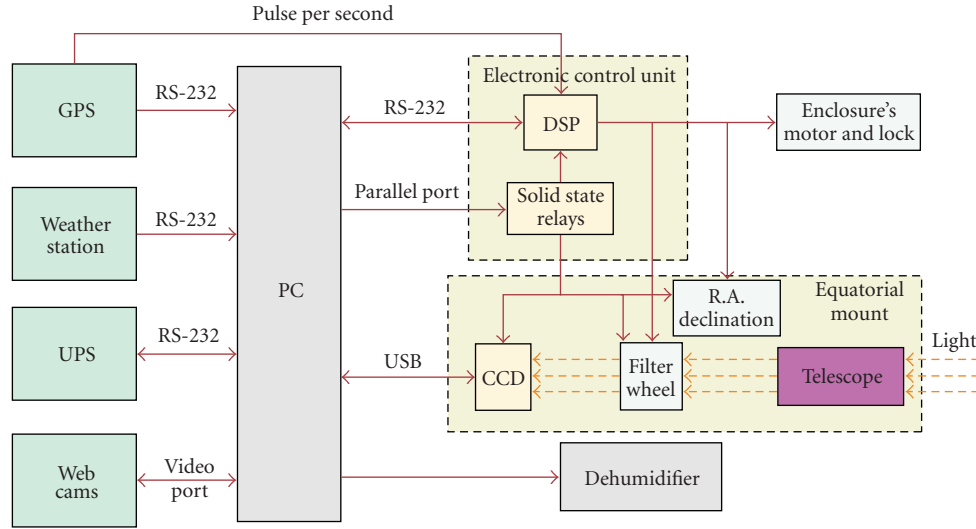 Pulse per second
GPS
RS-232
Electronic control unit
RS-232
DSP
Enclosure's
motor and lock
Weather
station
RS-232
Parallel port
Solid state
relays
PC
R.A.
declination
Equatorial
mount
UPS
RS-232
USB
CCD
Filter
wheel
Telescope
Light
Web
cams
Video
port
Dehumidifier